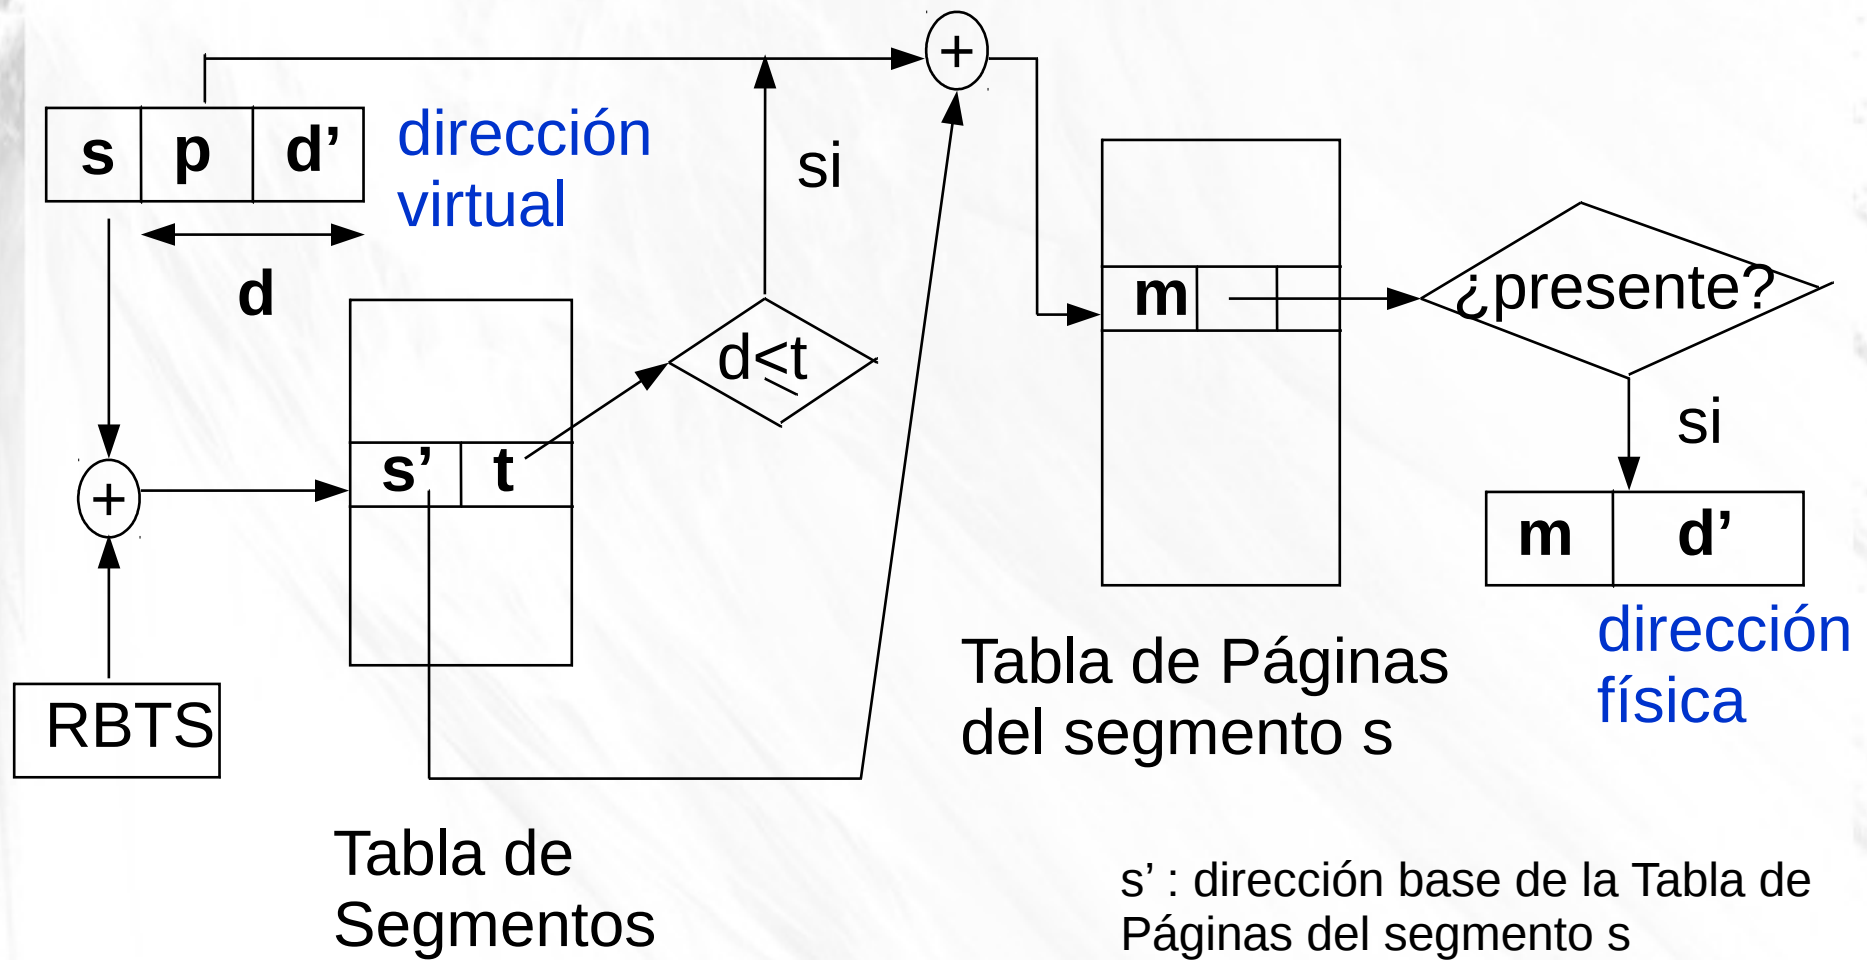 +
s p d’
dirección
virtual
si
d
m
¿presente?
d≤t
si
s’ t
+
m d’
dirección
física
RBTS
Tabla de Páginas
del segmento s
Tabla de
Segmentos
s’ : dirección base de la Tabla de
Páginas del segmento s